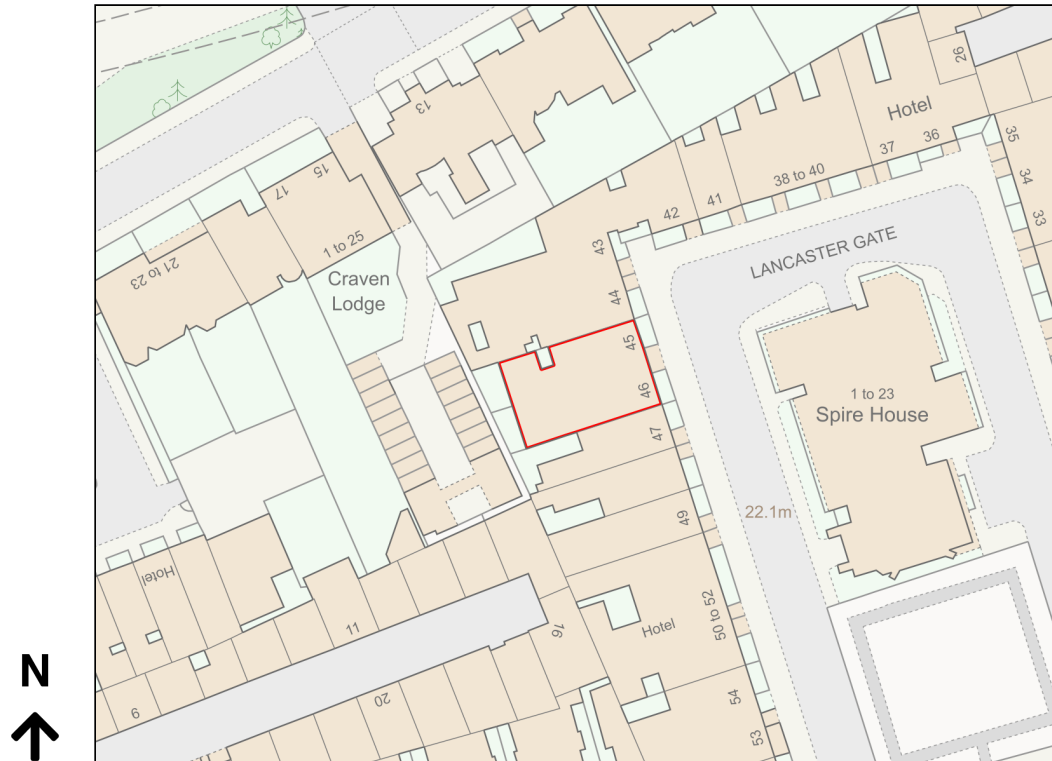 13
26
Hotel
36
35
37
34
38 to 40
33
41
42
15
17
1 to 25
21 to 23
43
LANCASTER GATE
Craven
Lodge
44
45
46
1 to 23
Spire House
47
22.1m
49
Hotel
50 to 52
11
16
Hotel
N
54
20
9
53